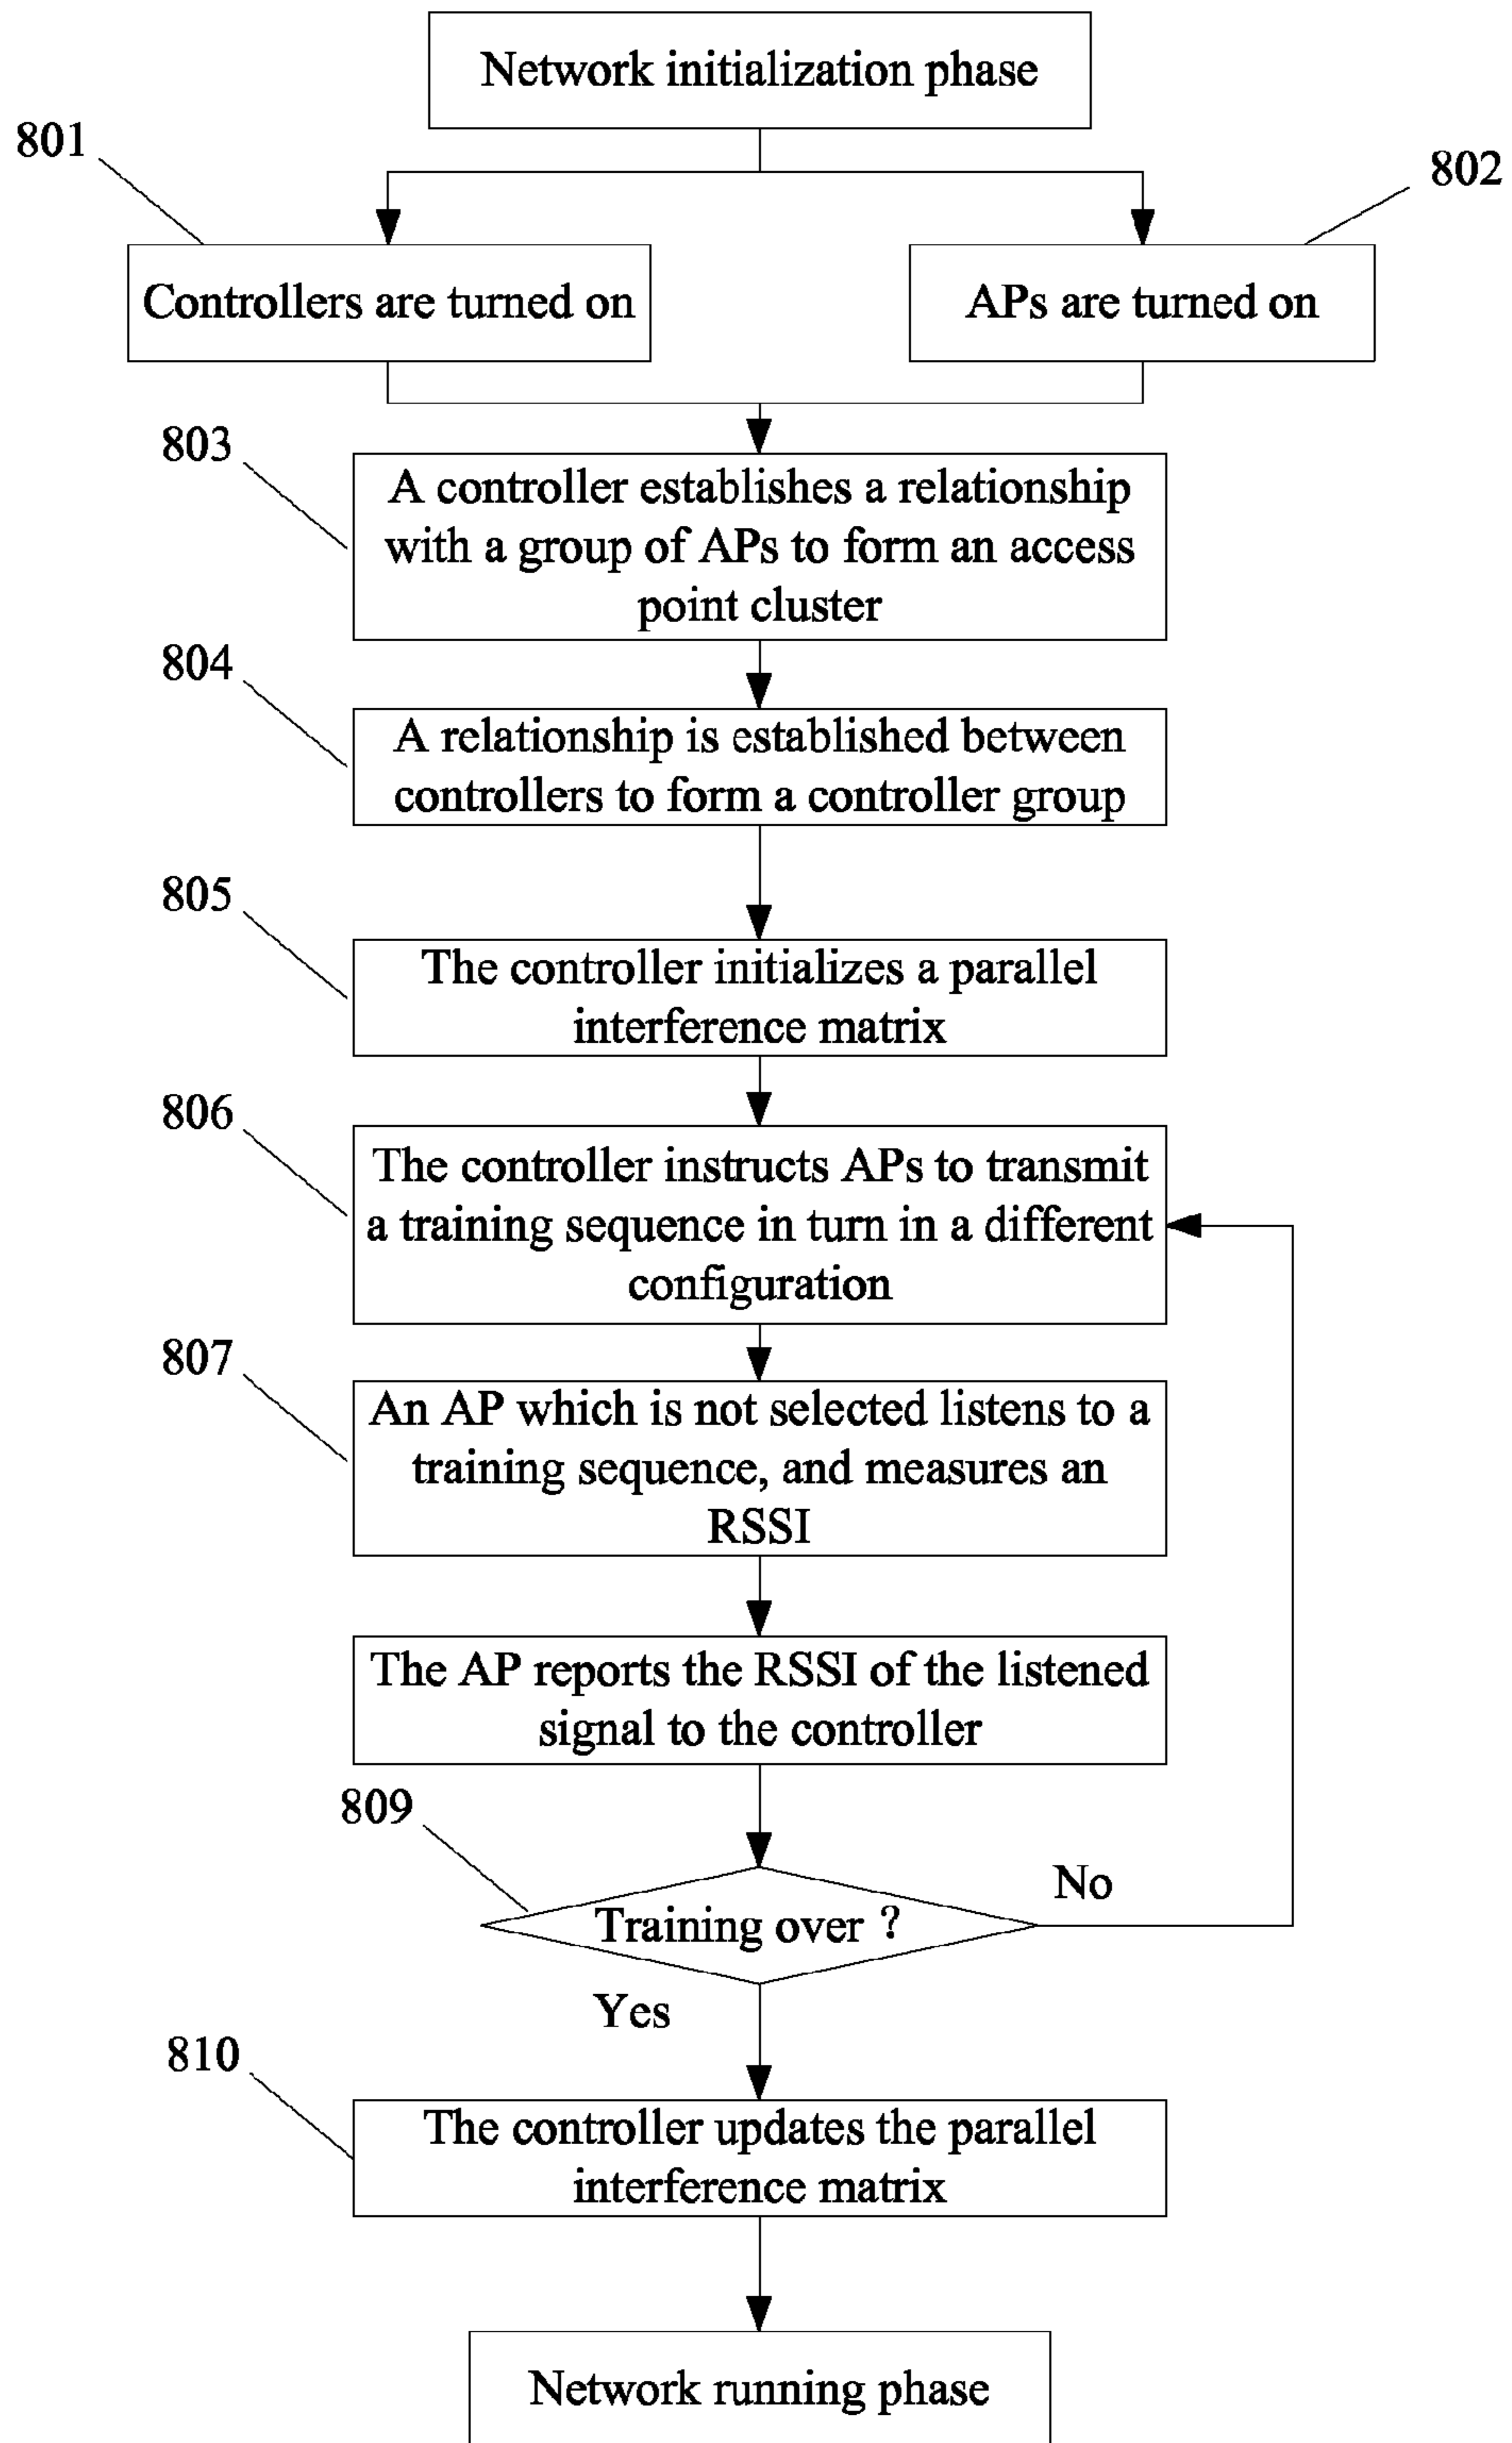 Network initialization phase
801
802
Controllers are turned on
APs are turned on
803
A controller establishes a relationship
with a group of APs to form an access
point cluster
804
A relationship is established between
controllers to form a controller group
805
The controller initializes a parallel
interference matrix
806
The controller instructs APs to transmit
a training sequence in turn in a different
configuration
807
An AP which is not selected listens to a
training sequence, and measures an
RSSI
The AP reports the RSSI of the listened
signal to the controller
809
Training over ?
No
Yes
810
The controller updates the parallel
interference matrix
Network running phase